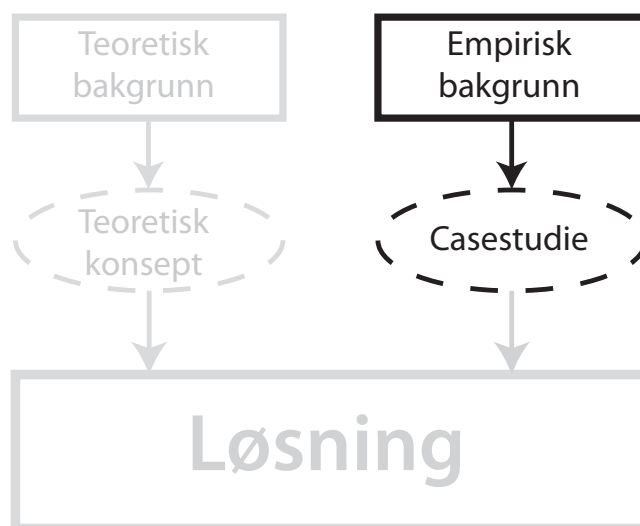 Teoretisk
bakgrunn
Empirisk
bakgrunn
Teoretisk
konsept
Casestudie
Løsning